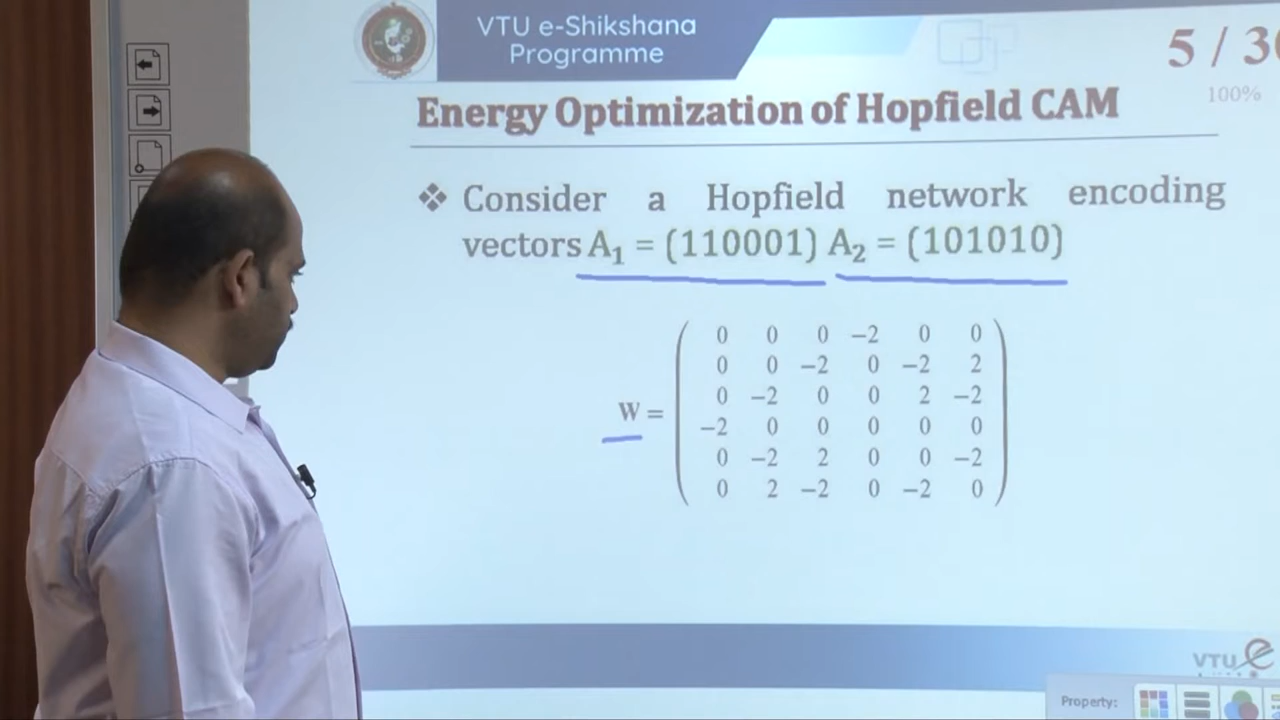 VTU e-Shikshana
Programme
5 / 30
100%
Energy Optimization of Hopfield CAM
❖ Consider a Hopfield network encoding
vectors A₁ = (110001) A₂ = (101010)
W =
0 0 0 −2 0 0
0 0 −2 0 −2 2
0 −2 0 0 2 −2
−2 0 0 0 0 0
0 −2 2 0 0 −2
0 2 −2 0 −2 0
VTU e
Property: